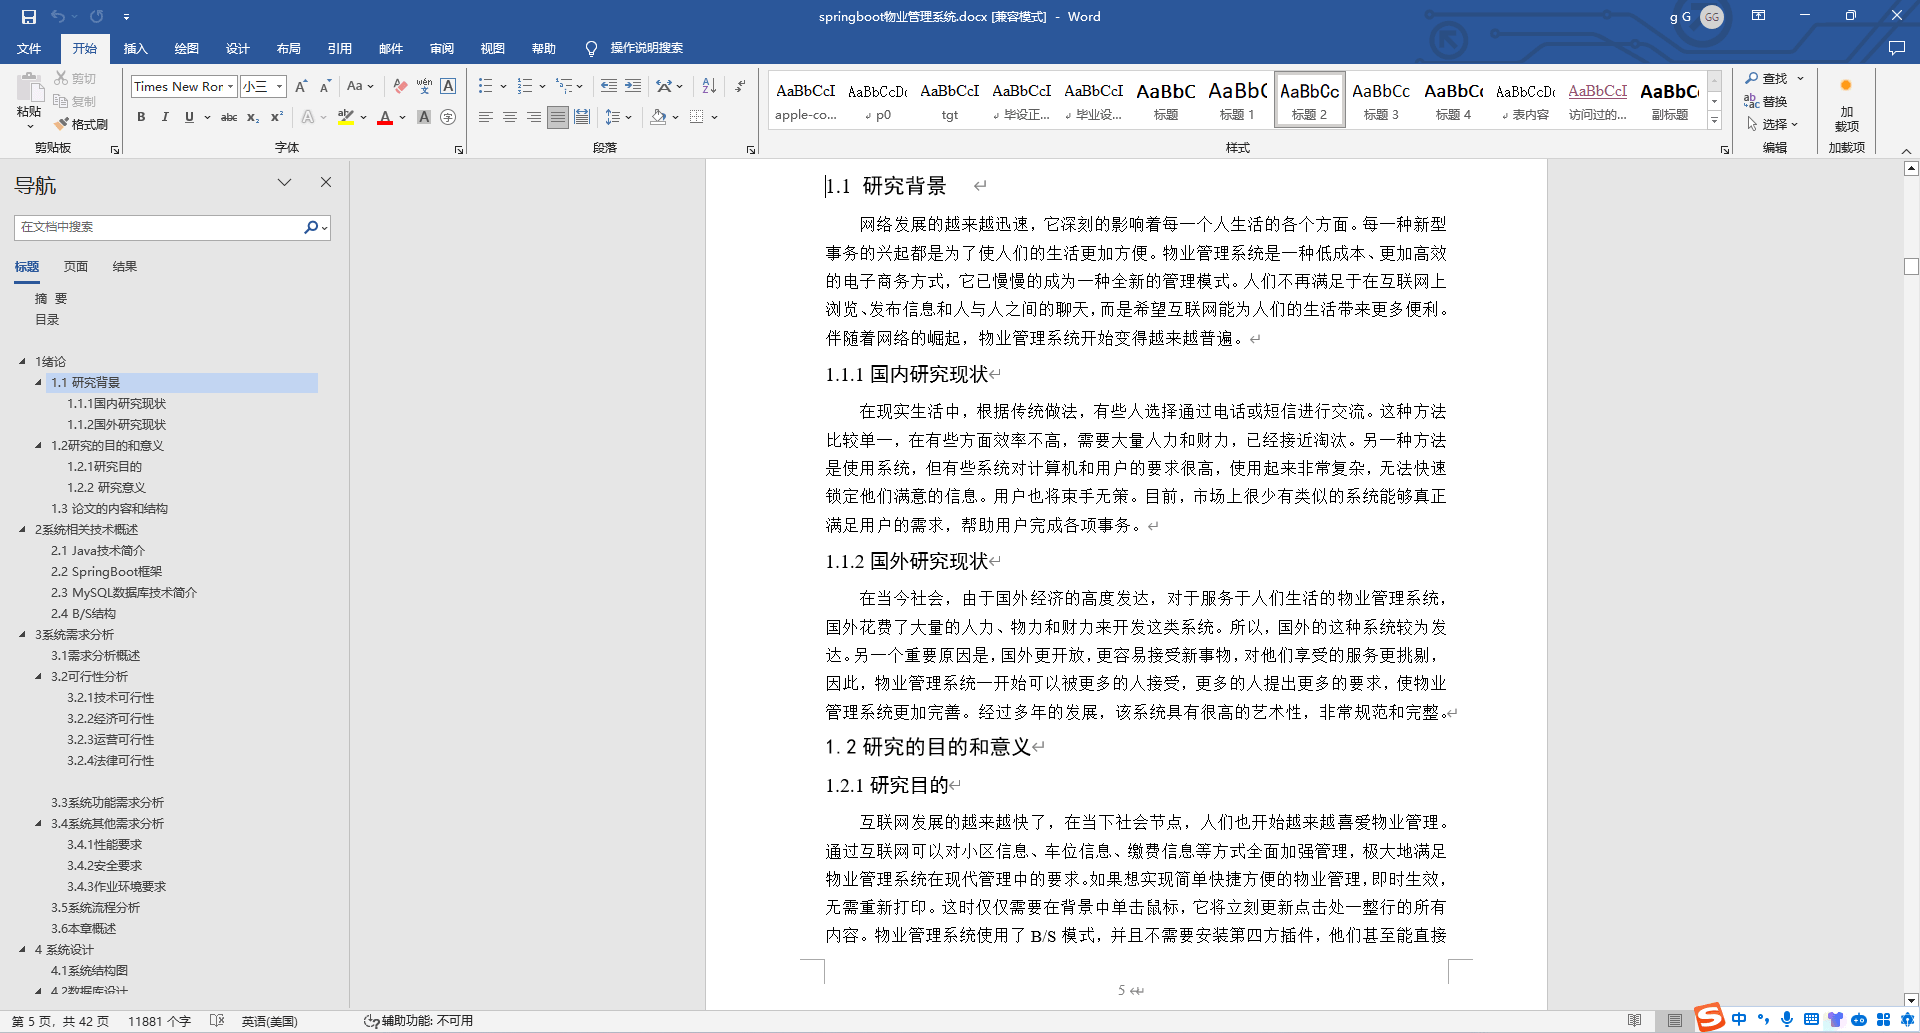 springboot物业管理系统.docx [兼容模式] - Word
g G GG
文件 开始 插入 绘图 设计 布局 引用 邮件 审阅 视图 帮助 操作说明搜索
粘贴 剪切 复制 格式刷
Times New Ror 小三
AaBbCcI AaBbCcDc AaBbCcI AaBbCcI AaBbCcI AaBbC AaBbC AaBbCc AaBbCc AaBbCc AaBbCcDc AaBbCcI AaBbC
apple-co... p0 tgt 毕设正... 毕业设... 标题 标题 1 标题 2 标题 3 标题 4 表内容 访问过的... 副标题
查找 替换 选择
加载项
剪贴板 字体 段落 样式 编辑 加载项
导航
在文档中搜索
标题 页面 结果
摘 要
目录
1绪论
1.1 研究背景
1.1.1国内研究现状
1.1.2国外研究现状
1.2研究的目的和意义
1.2.1研究目的
1.2.2 研究意义
1.3 论文的内容和结构
2系统相关技术概述
2.1 Java技术简介
2.2 SpringBoot框架
2.3 MySQL数据库技术简介
2.4 B/S结构
3系统需求分析
3.1需求分析概述
3.2可行性分析
3.2.1技术可行性
3.2.2经济可行性
3.2.3运营可行性
3.2.4法律可行性
3.3系统功能需求分析
3.4系统其他需求分析
3.4.1性能要求
3.4.2安全要求
3.4.3作业环境要求
3.5系统流程分析
3.6本章概述
4 系统设计
4.1系统结构图
4.2数据库设计
1.1 研究背景
网络发展的越来越迅速，它深刻的影响着每一个人生活的各个方面。每一种新型
事务的兴起都是为了使人们的生活更加方便。物业管理系统是一种低成本、更加高效
的电子商务方式，它已慢慢的成为一种全新的管理模式。人们不再满足于在互联网上
浏览、发布信息和人与人之间的聊天，而是希望互联网能为人们的生活带来更多便利。
伴随着网络的崛起，物业管理系统开始变得越来越普遍。
1.1.1 国内研究现状
在现实生活中，根据传统做法，有些人选择通过电话或短信进行交流。这种方法
比较单一，在有些方面效率不高，需要大量人力和财力，已经接近淘汰。另一种方法
是使用系统，但有些系统对计算机和用户的要求很高，使用起来非常复杂，无法快速
锁定他们满意的信息。用户也将束手无策。目前，市场上很少有类似的系统能够真正
满足用户的需求，帮助用户完成各项事务。
1.1.2 国外研究现状
在当今社会，由于国外经济的高度发达，对于服务于人们生活的物业管理系统，
国外花费了大量的人力、物力和财力来开发这类系统。所以，国外的这种系统较为发
达。另一个重要原因是，国外更开放，更容易接受新事物，对他们享受的服务更挑剔，
因此，物业管理系统一开始可以被更多的人接受，更多的人提出更多的要求，使物业
管理系统更加完善。经过多年的发展，该系统具有很高的艺术性，非常规范和完整。
1.2 研究的目的和意义
1.2.1 研究目的
互联网发展的越来越快了，在当下社会节点，人们也开始越来越喜爱物业管理。
通过互联网可以对小区信息、车位信息、缴费信息等方式全面加强管理，极大地满足
物业管理系统在现代管理中的要求。如果想实现简单快捷方便的物业管理，即时生效，
无需重新打印。这时仅仅需要在背景中单击鼠标，它将立刻更新点击处一整行的所有
内容。物业管理系统使用了 B/S 模式，并且不需要安装第四方插件，他们甚至能直接
5
第 5 页，共 42 页 11881 个字 英语(美国) 辅助功能: 不可用
中